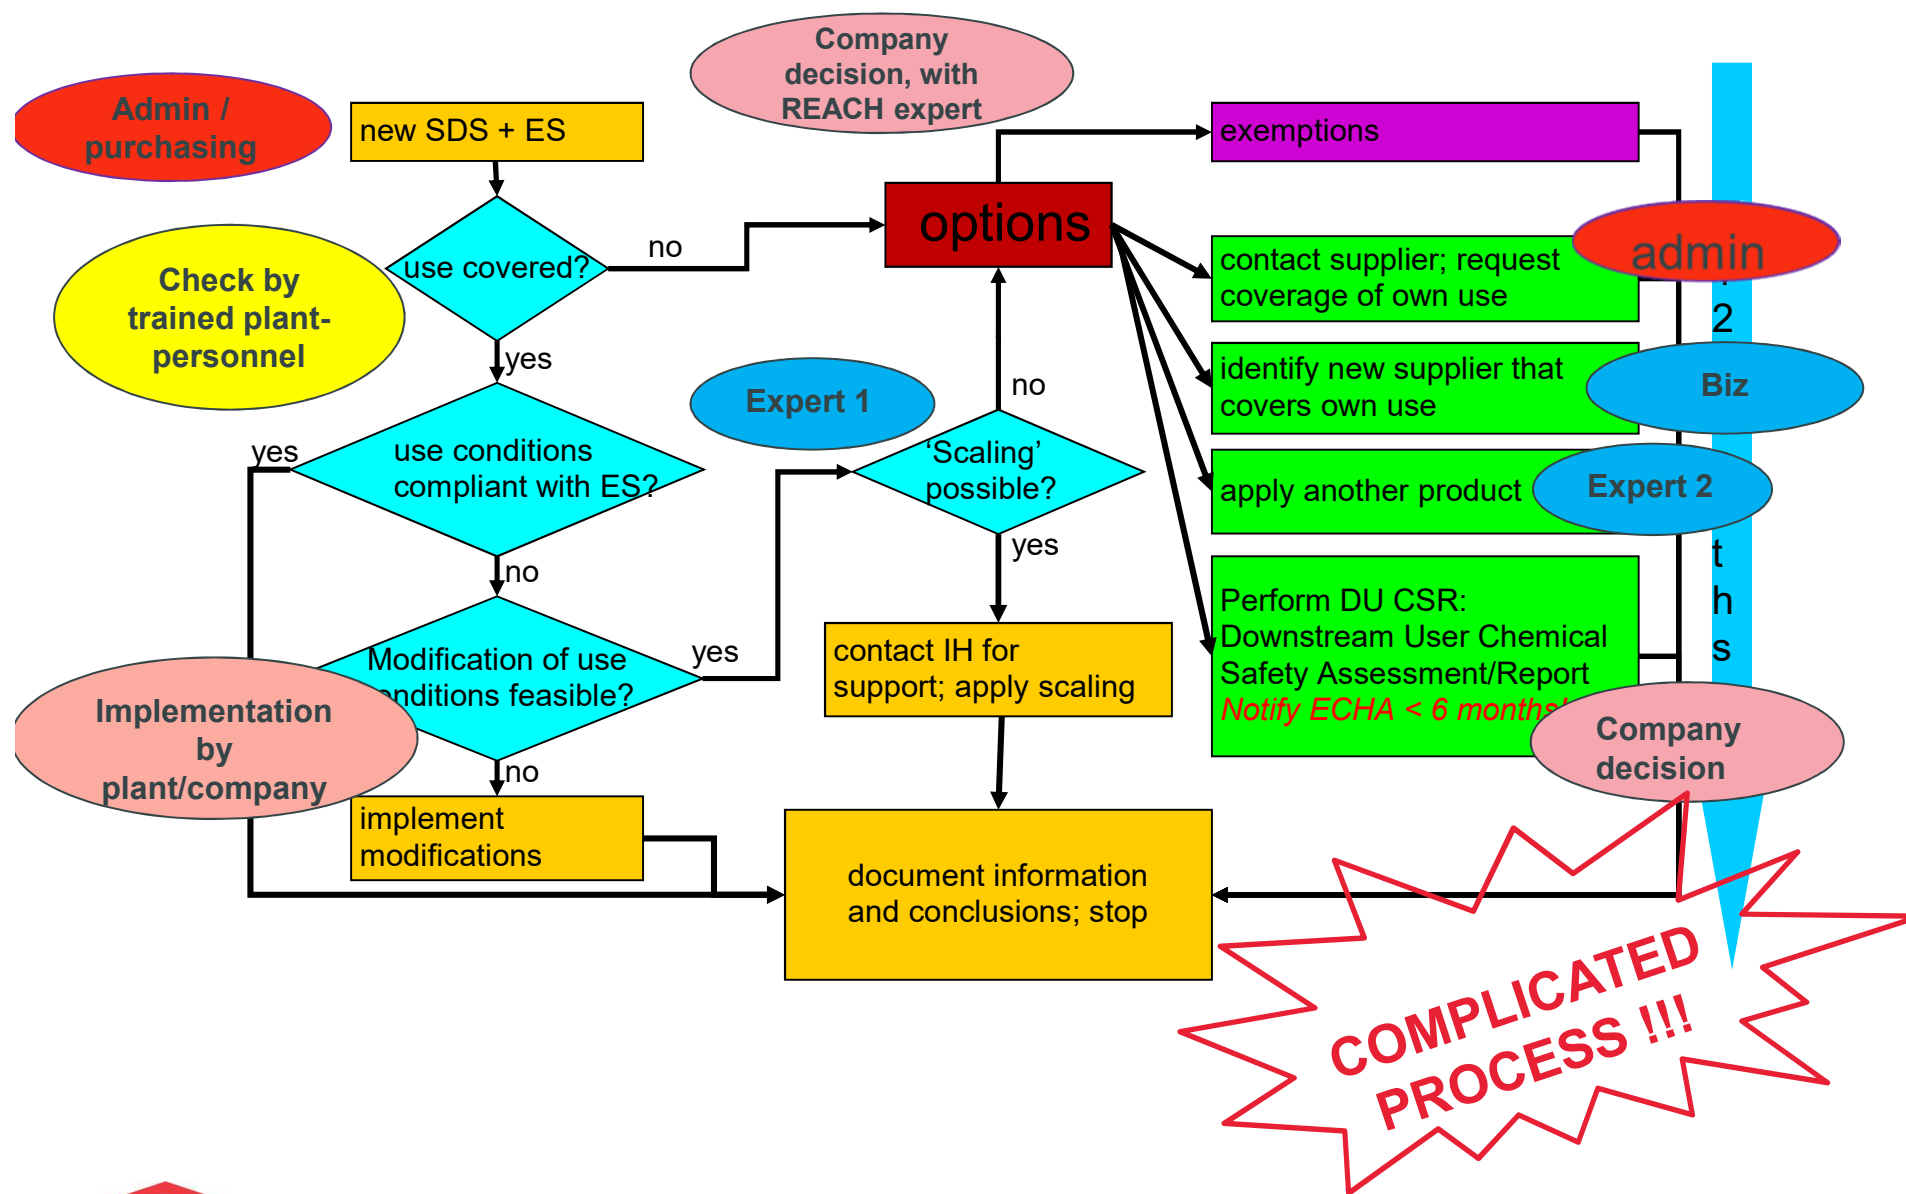 Company
decision, with
REACH expert
Admin /
purchasing
new SDS + ES
exemptions
options
use covered?
no
admin
contact supplier; request
coverage of own use
Check by
trained plant-
personnel
2
yes
identify new supplier that
covers own use
Biz
Expert 1
no
yes
use conditions
compliant with ES?
‘Scaling’
possible?
apply another product
Expert 2
yes
no
t
h
s
Perform DU CSR:
Downstream User Chemical
Safety Assessment/Report
Notify ECHA < 6 months!
Modification of use
onditions feasible?
yes
contact IH for
support; apply scaling
Implementation
by
plant/company
Company
decision
no
implement
modifications
document information
and conclusions; stop
COMPLICATED
PROCESS !!!